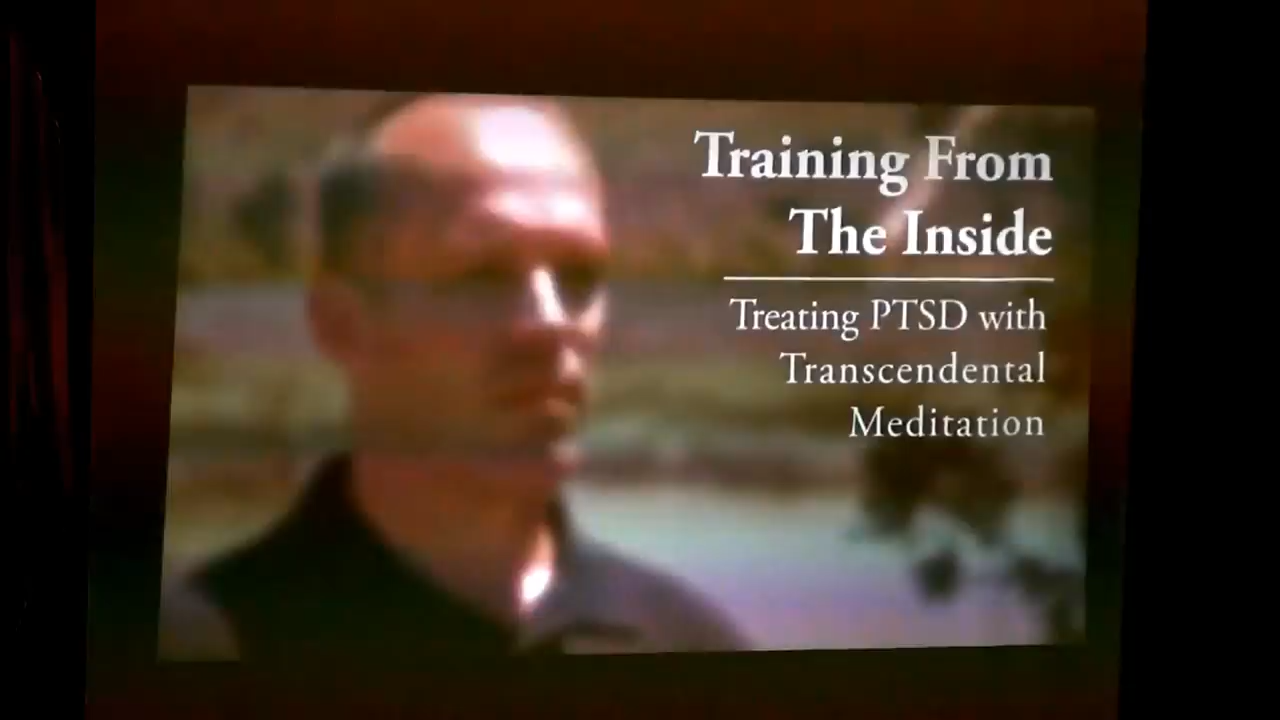 Training From
The Inside
Treating PTSD with
Transcendental
Meditation